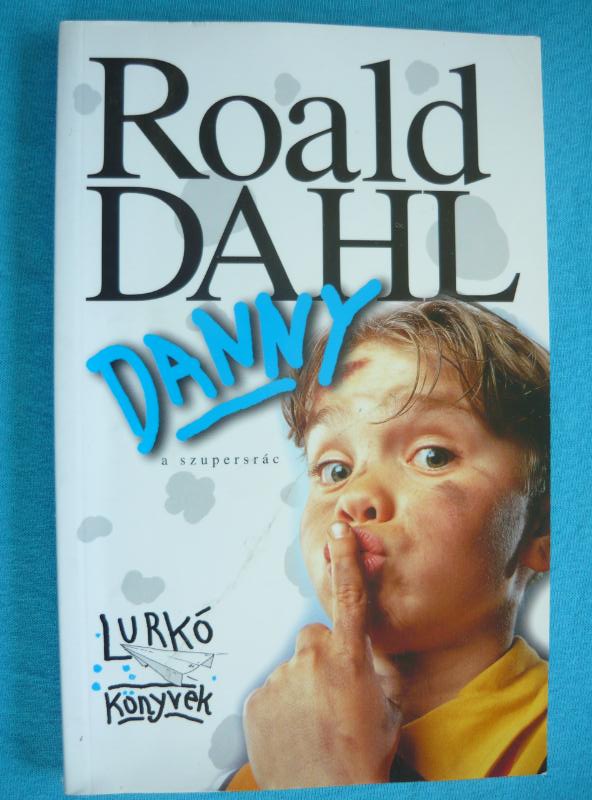 Roald
DAHL
DANNY
a szupersrác
LURKÓ
Könyvek